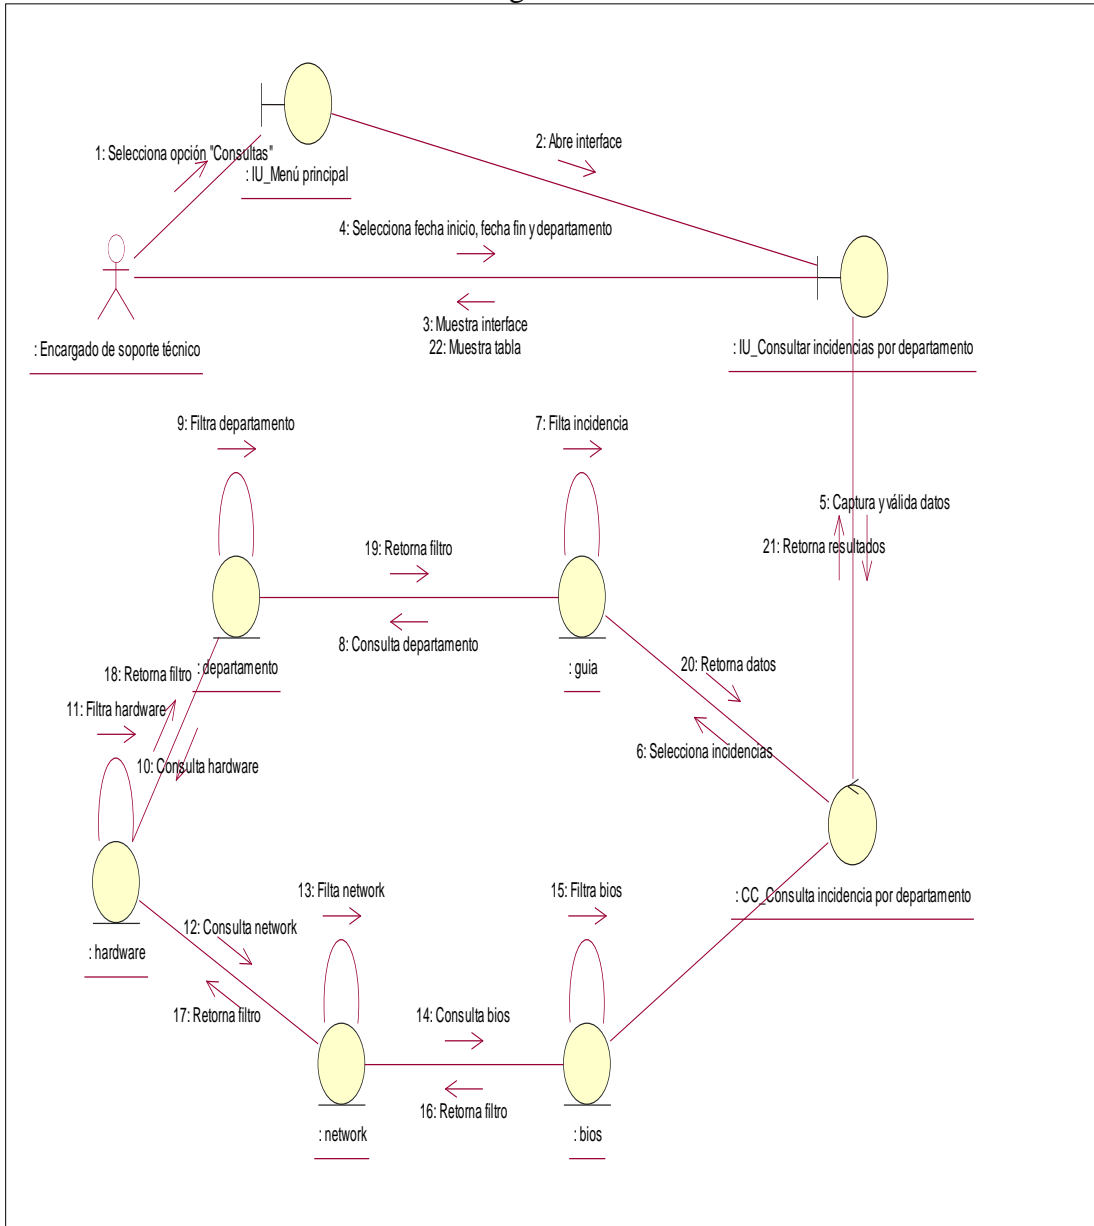 1: Selecciona opción "Consultas"
2: Abre interface
: IU_Menú principal
4: Selecciona fecha inicio, fecha fin y departamento
3: Muestra interface
22: Muestra tabla
: Encargado de soporte técnico
: IU_Consultar incidencias por departamento
9: Filtra departamento
7: Filta incidencia
5: Captura y válida datos
19: Retorna filtro
21: Retorna resultados
8: Consulta departamento
18: Retorna filtro
: departamento
: guia
20: Retorna datos
11: Filtra hardware
6: Selecciona incidencias
10: Consulta hardware
13: Filta network
15: Filtra bios
: CC_Consulta incidencia por departamento
12: Consulta network
: hardware
17: Retorna filtro
14: Consulta bios
16: Retorna filtro
: network
: bios